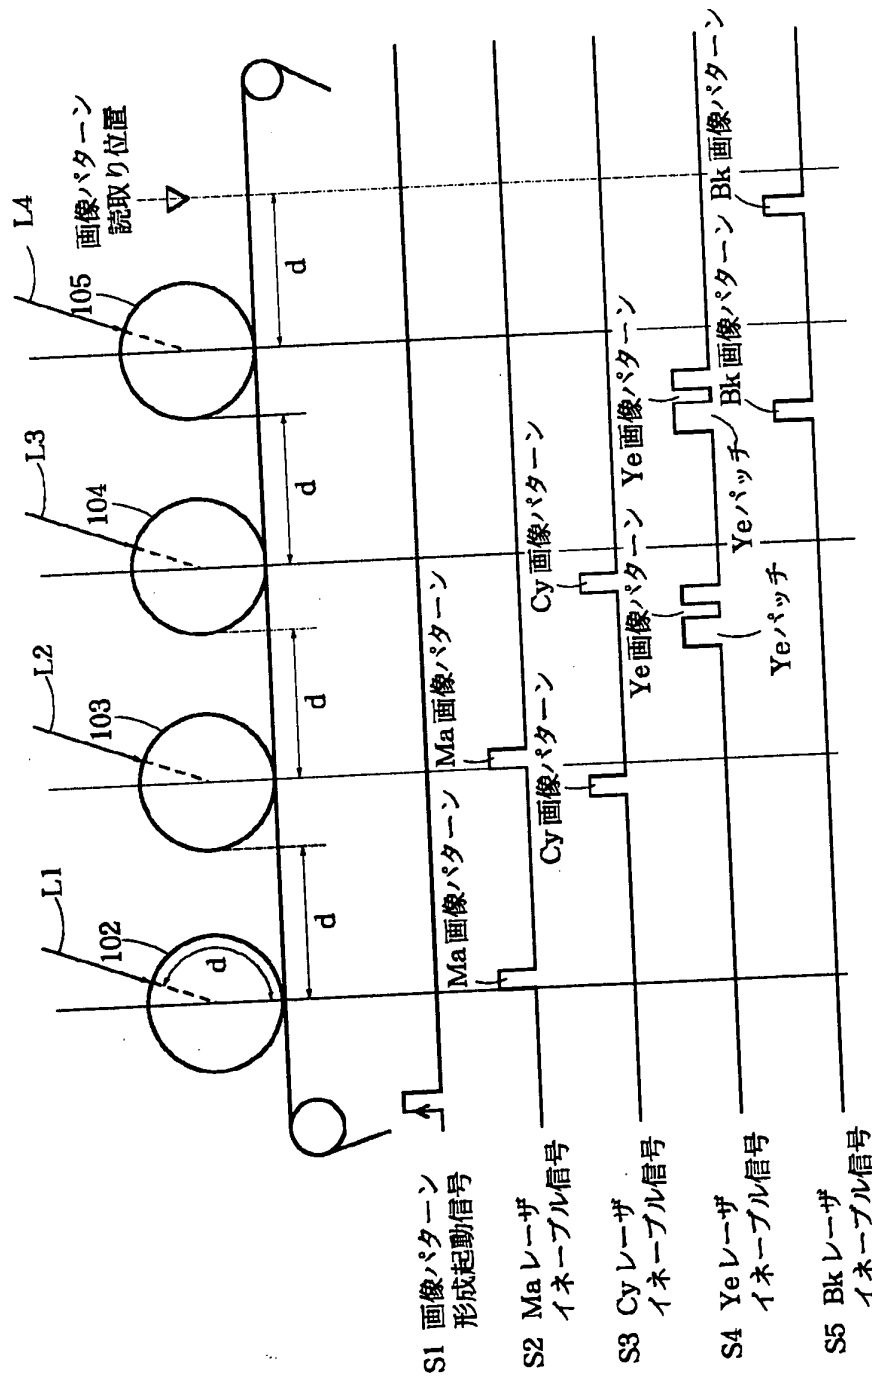 L1
L2
L3
L4
102
103
104
105
画像パターン
読取り位置
d
d
d
d
d
S1 画像パターン
形成起動信号
S2 Maレーザ
イネーブル信号
Ma画像パターン
Ma画像パターン
S3 Cyレーザ
イネーブル信号
Cy画像パターン
Cy画像パターン
S4 Yeレーザ
イネーブル信号
Ye画像パターン
Yeパッチ
Ye画像パターン
Yeパッチ
S5 Bkレーザ
イネーブル信号
Bk画像パターン
Bk画像パターン